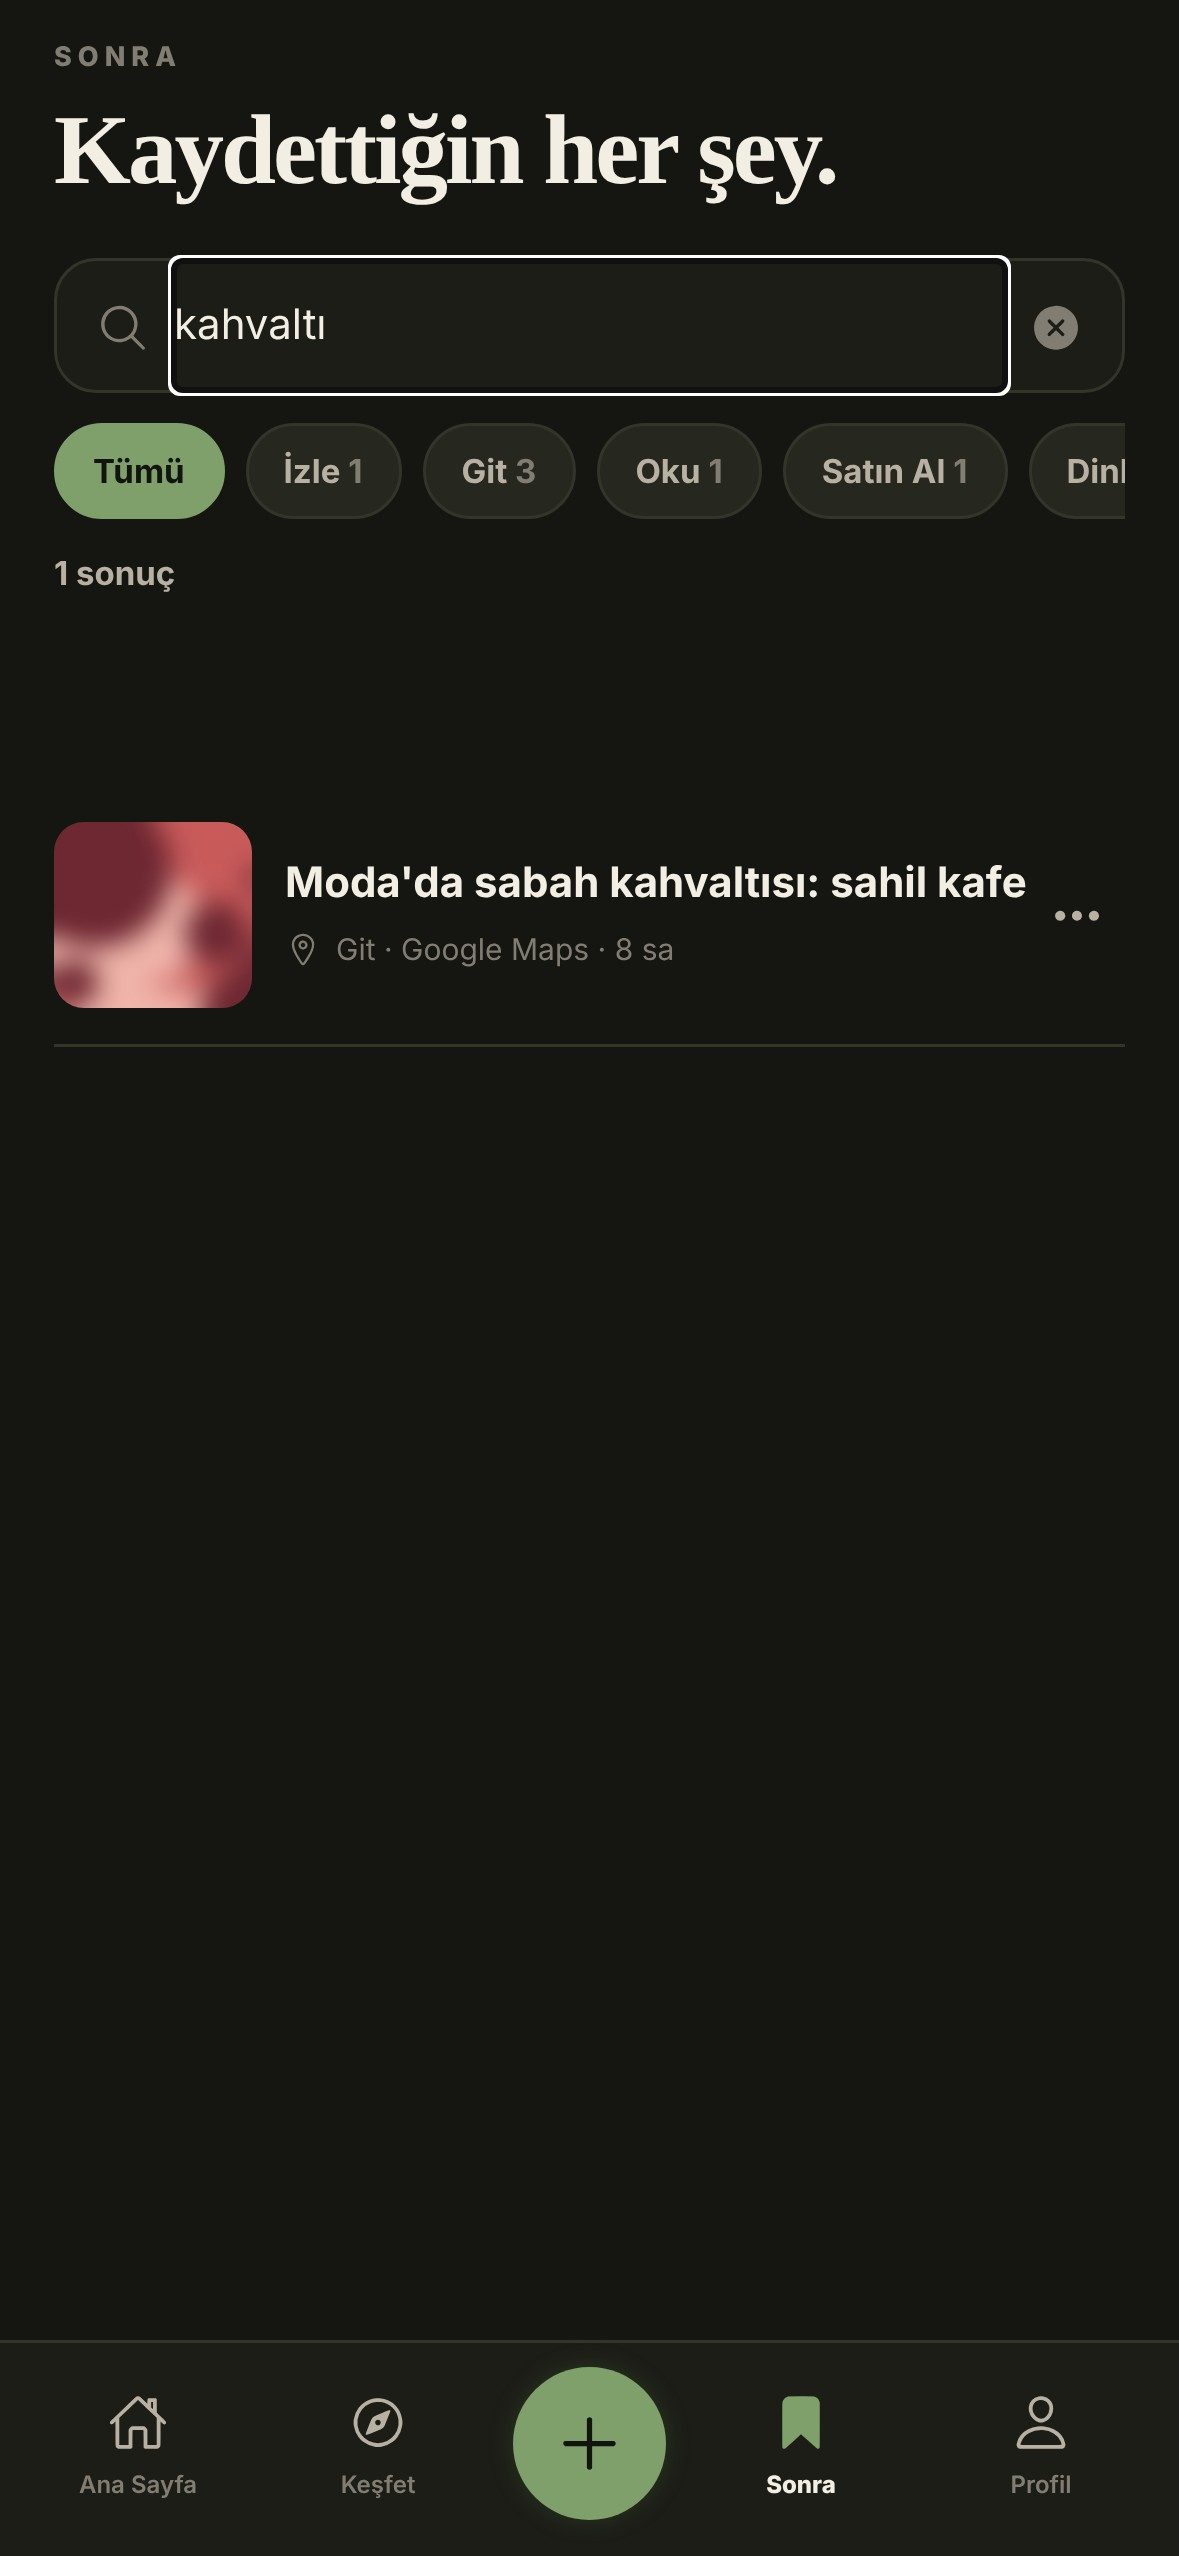 SONRA
Kaydettiğin her şey.
kahvaltı
Tümü İzle 1 Git 3 Oku 1 Satın Al 1 Dinl
1 sonuç
Moda'da sabah kahvaltısı: sahil kafe
Git · Google Maps · 8 sa
Ana Sayfa Keşfet Sonra Profil